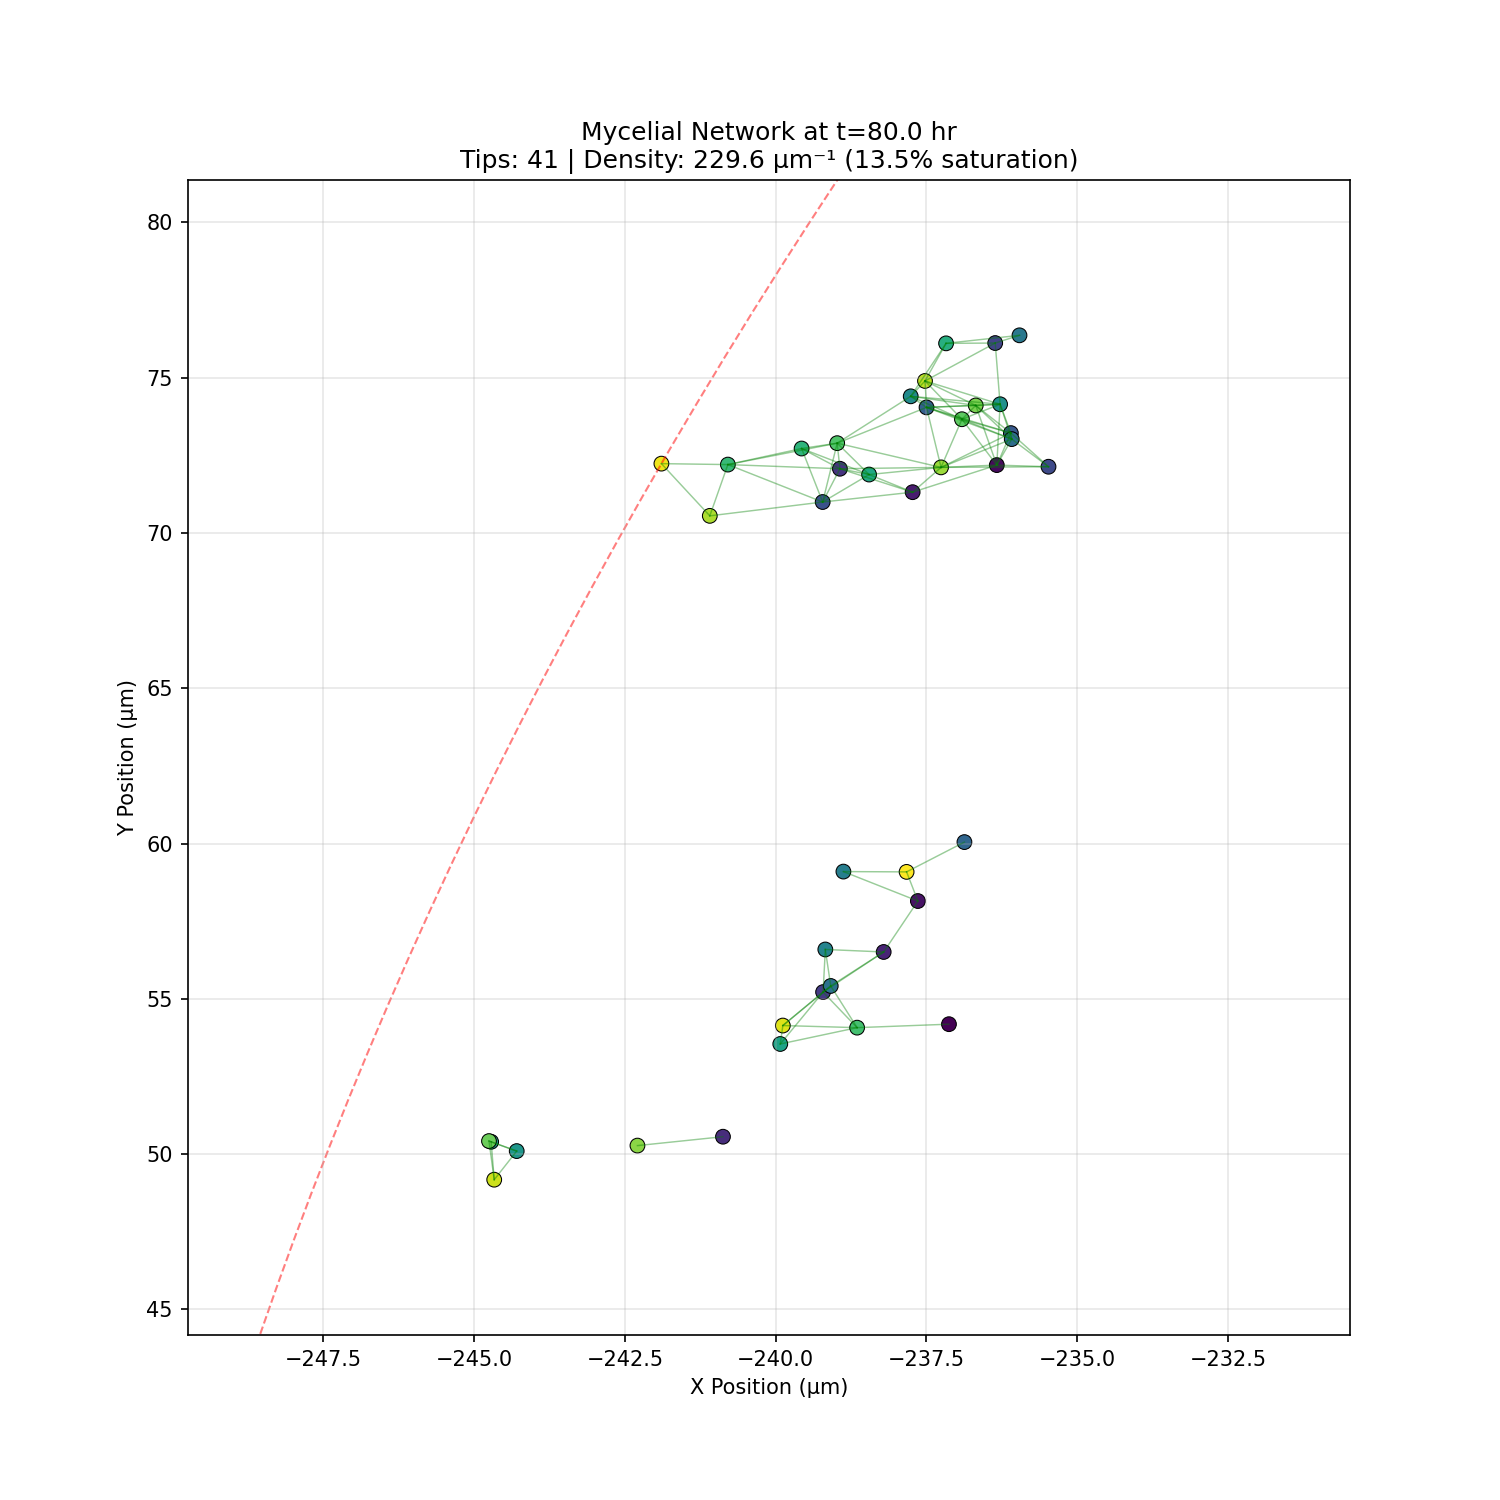 Mycelial Network at t=80.0 hr
Tips: 41 | Density: 229.6 μm⁻¹ (13.5% saturation)
80
75
70
65
60
55
50
45
Y Position (μm)
−247.5 −245.0 −242.5 −240.0 −237.5 −235.0 −232.5
X Position (μm)